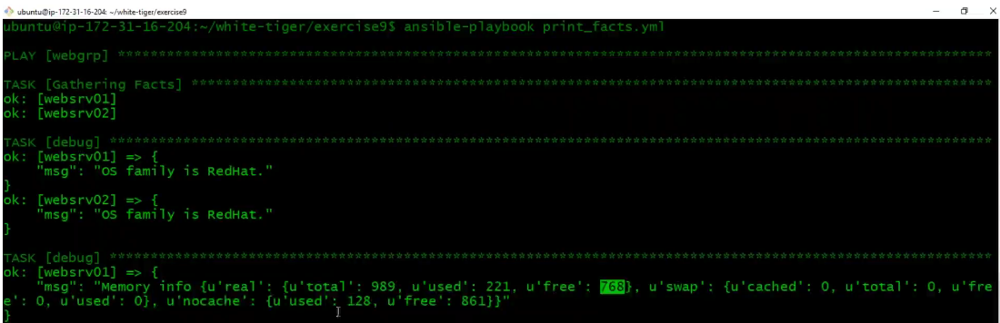 ubuntu@ip-172-31-16-204: ~/white-tiger/exercise9
ubuntu@ip-172-31-16-204:~/white-tiger/exercise9$ ansible-playbook print_facts.yml
PLAY [webgrp] ******************************************************************************************************
TASK [Gathering Facts] *********************************************************************************************
ok: [websrv01]
ok: [websrv02]
TASK [debug] *******************************************************************************************************
ok: [websrv01] => {
    "msg": "OS family is RedHat."
}
ok: [websrv02] => {
    "msg": "OS family is RedHat."
}
TASK [debug] *******************************************************************************************************
ok: [websrv01] => {
    "msg": "Memory info {u'real': {u'total': 989, u'used': 221, u'free': 768}, u'swap': {u'cached': 0, u'total': 0, u'fre
e': 0, u'used': 0}, u'nocache': {u'used': 128, u'free': 861}}"
}